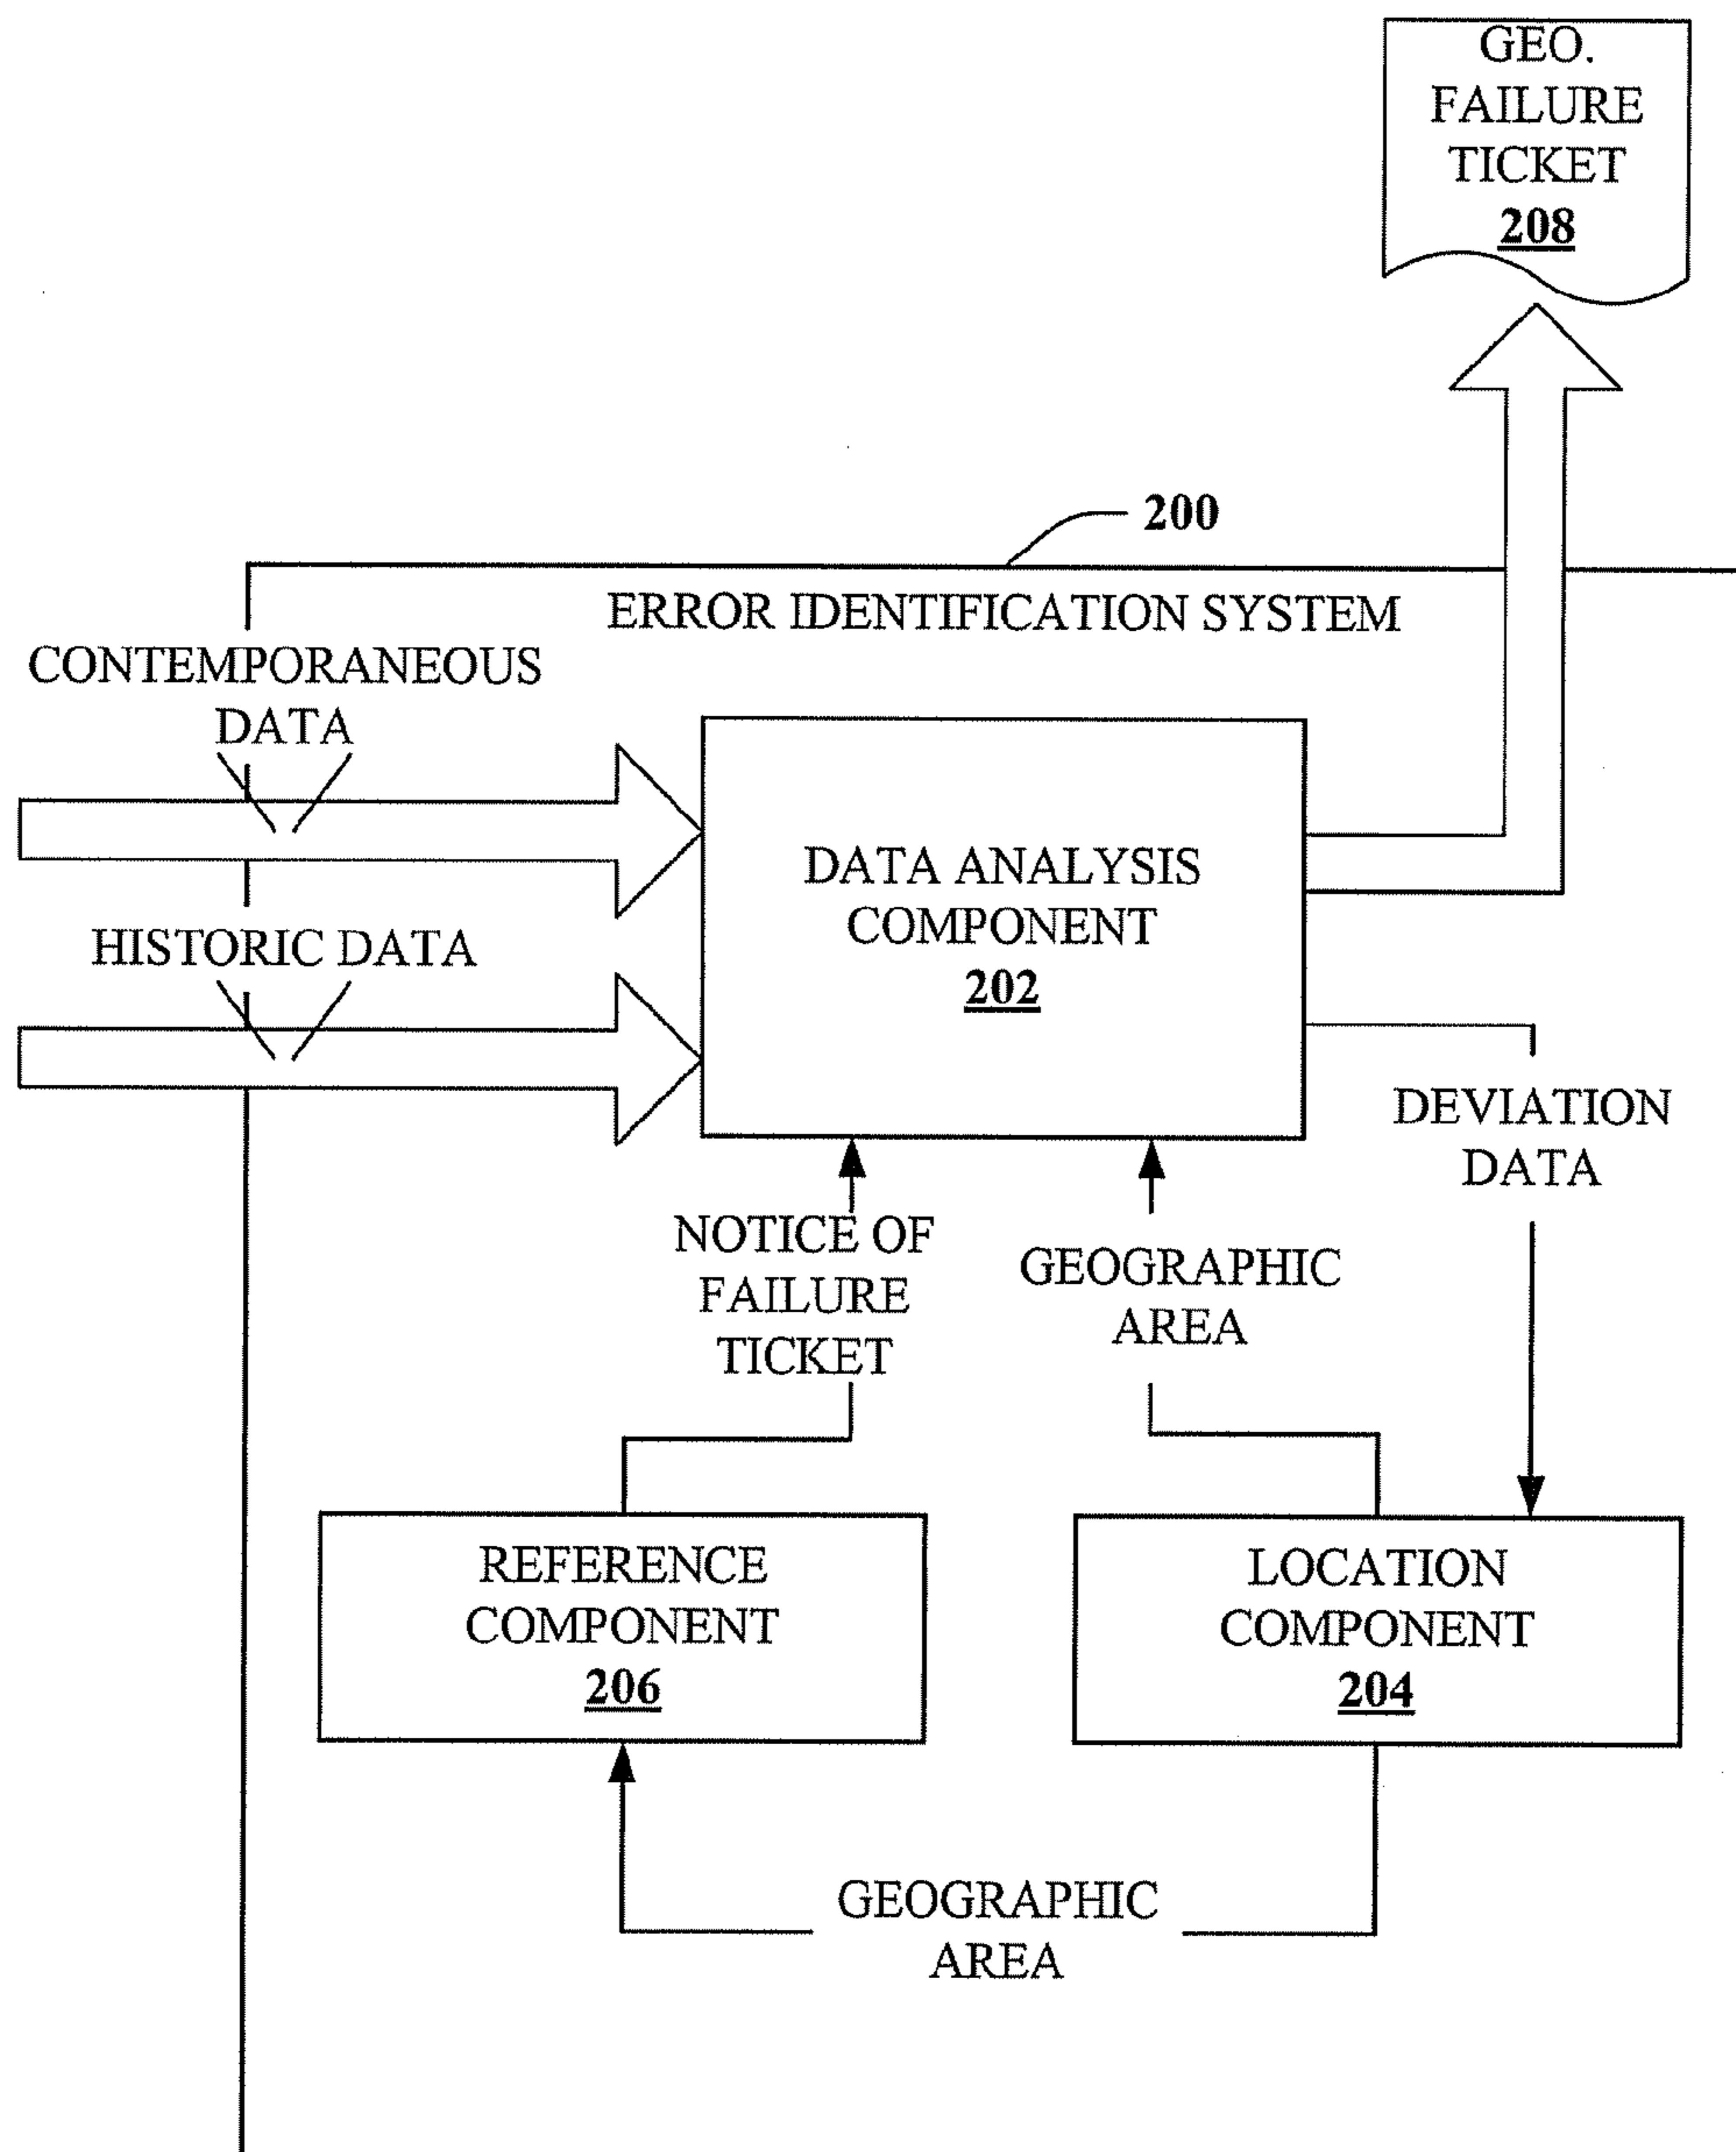 GEO.
FAILURE
TICKET
208
200
ERROR IDENTIFICATION SYSTEM
CONTEMPORANEOUS
DATA
DATA ANALYSIS
COMPONENT
202
HISTORIC DATA
DEVIATION
DATA
NOTICE OF
FAILURE
TICKET
GEOGRAPHIC
AREA
REFERENCE
COMPONENT
206
LOCATION
COMPONENT
204
GEOGRAPHIC
AREA